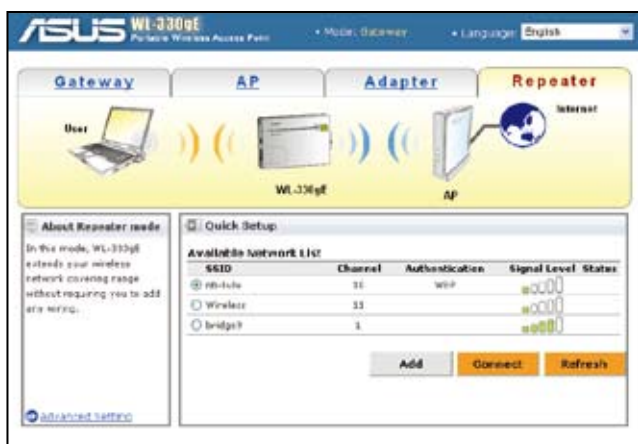 ASUS WL-330gE
Portable Wireless Access Point
• Mode: Gateway
• Language: English
Gateway AP Adapter Repeater
User
Internet
WL-330gE
AP
About Repeater mode
In this mode, WL-330gE
extends your wireless
network covering range
without requiring you to add
any wiring.
Advanced Setting
Quick Setup
Available Network List
SSID Channel Authentication Signal Level Status
WEP
Wireless 11
bridge3 1
Add Connect Refresh